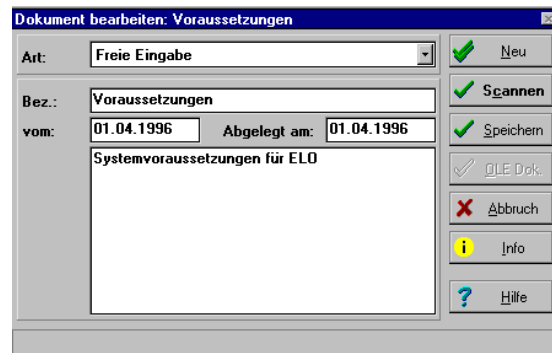 Dokument bearbeiten: Voraussetzungen
Art: Freie Eingabe
Bez.: Voraussetzungen
vom: 01.04.1996 Abgelegt am: 01.04.1996
Systemvoraussetzungen für ELO
Neu
Scannen
Speichern
OLE Dok.
Abbruch
Info
Hilfe